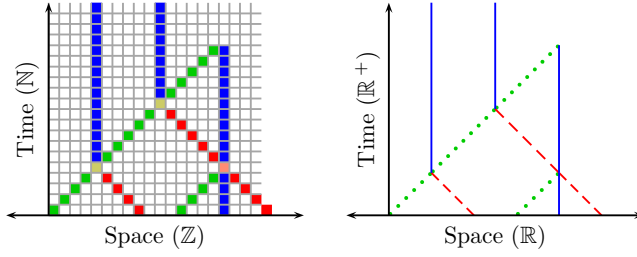 Time (ℕ)
Space (ℤ)
Time (ℝ⁺)
Space (ℝ)